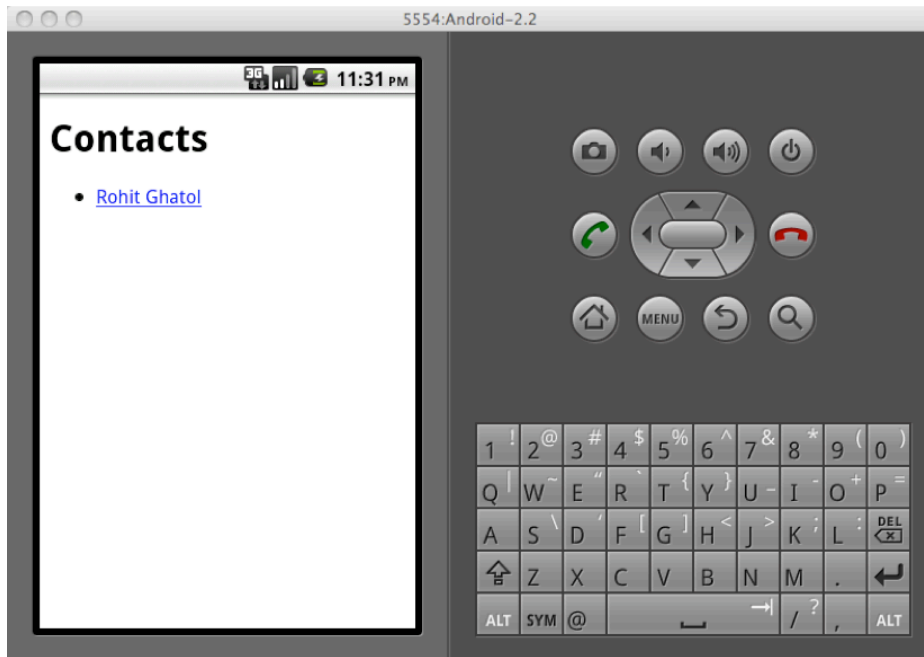 5554:Android-2.2
3G 11:31 PM
Contacts
• Rohit Ghatol
MENU
1 ! 2 @ 3 # 4 $ 5 % 6 ^ 7 & 8 * 9 ( 0 )
Q | W ~ E “ R ` T { Y } U _ I - O + P =
A S \ D ‘ F [ G ] H < J > K ; L : DEL
Z X C V B N M .
ALT SYM @ / ? , ALT